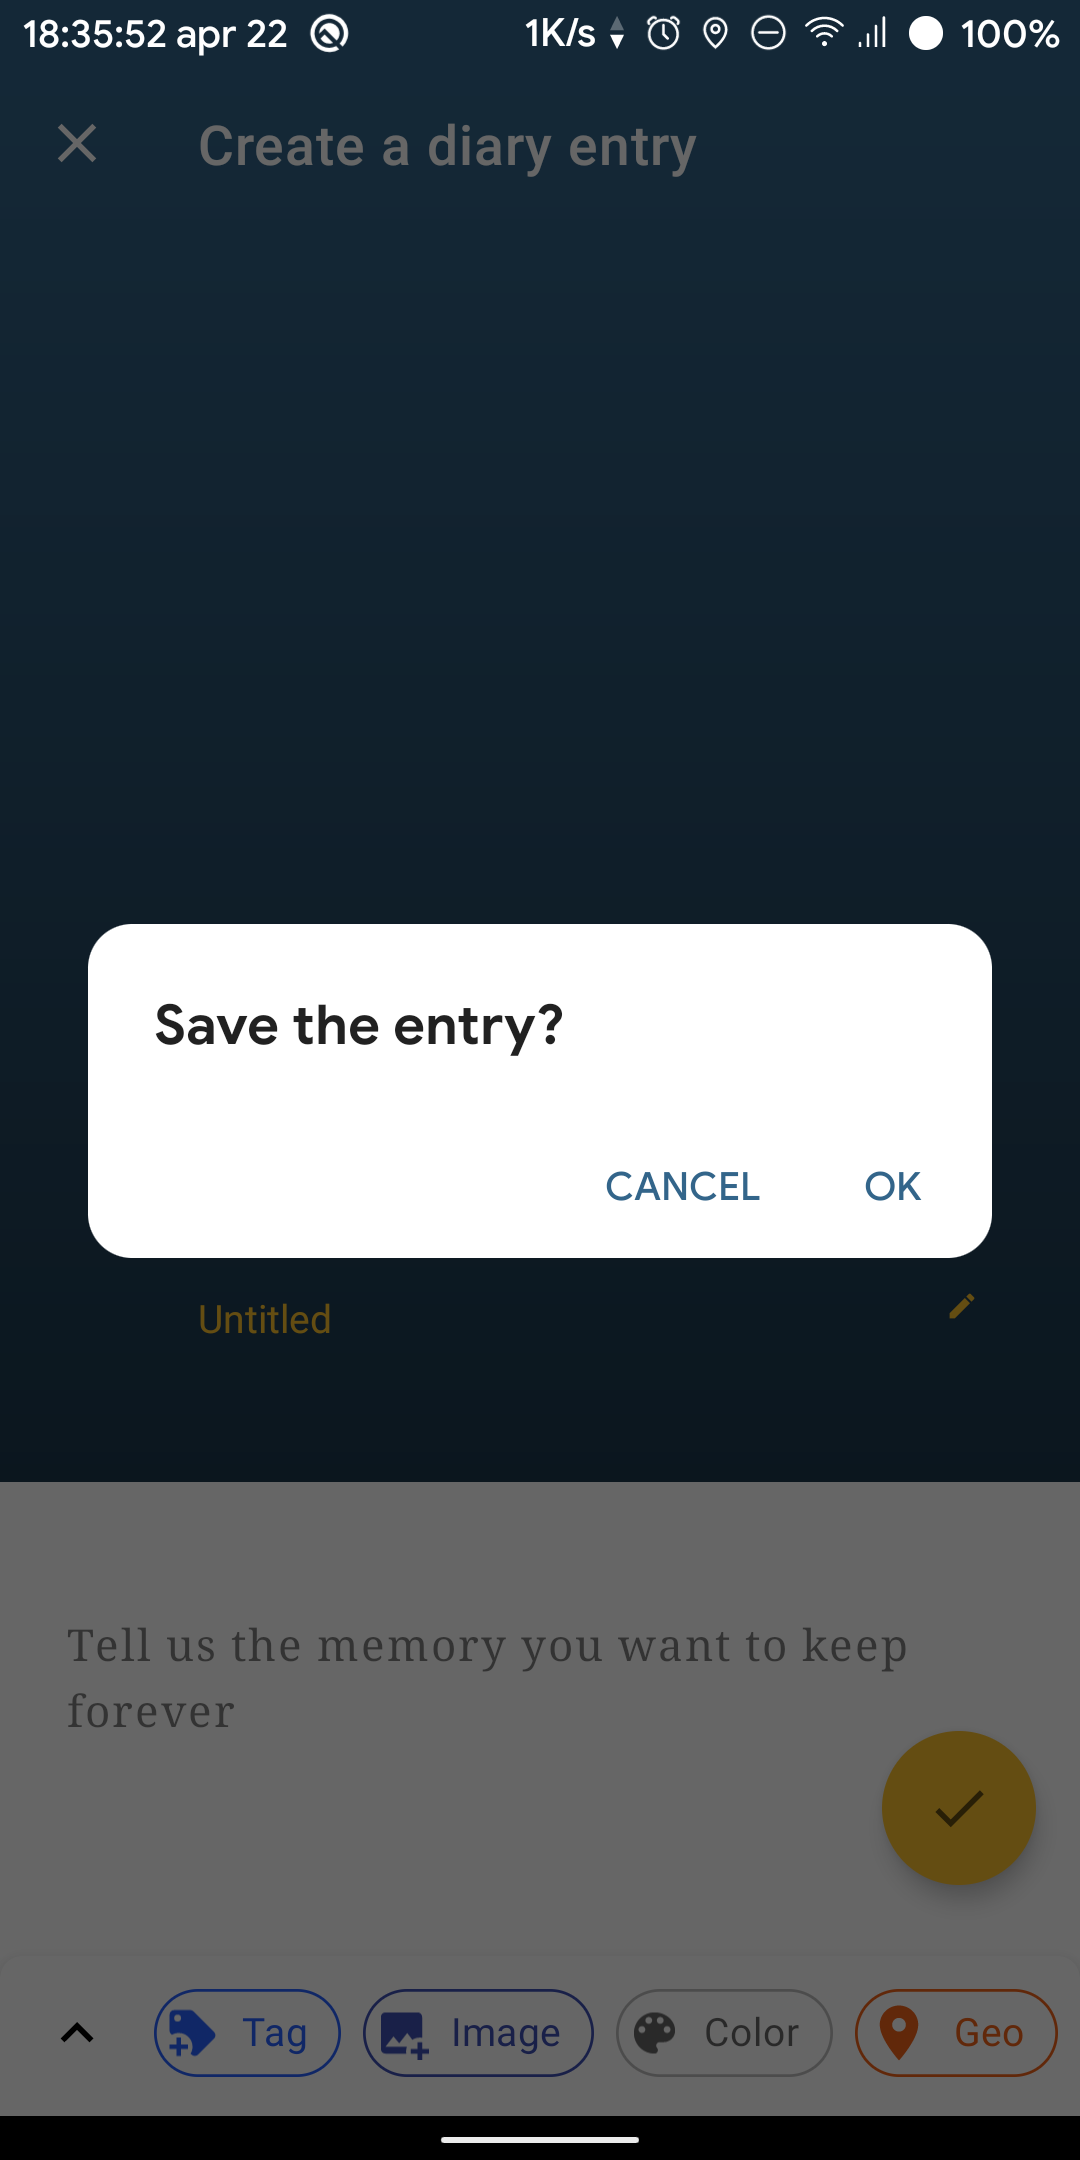 18:35:52 apr 22 1K/s 100%
Create a diary entry
Save the entry?
CANCEL OK
Untitled
Tell us the memory you want to keep
forever
Tag Image Color Geo